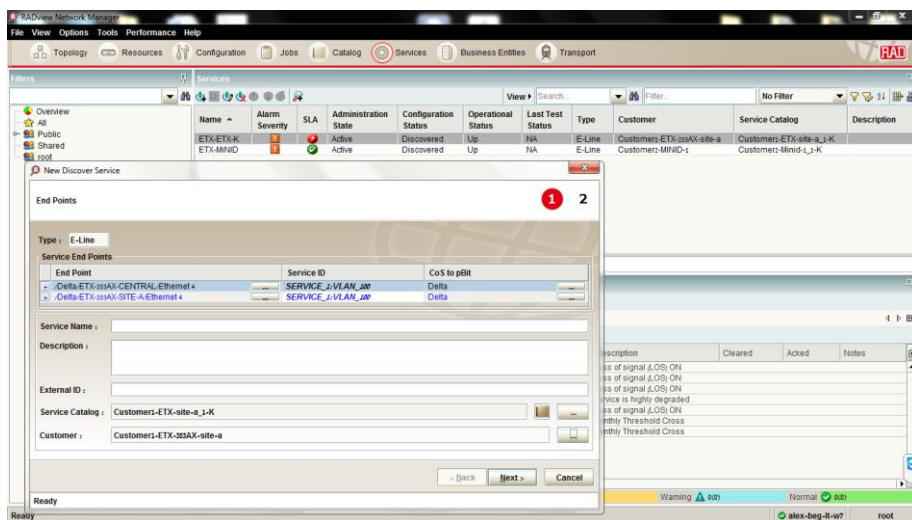 RADview Network Manager
File View Options Tools Performance Help
Topology Resources Configuration Jobs Catalog Services Business Entities Transport
RAD
Filters
Services
View Search... Filter... No Filter
Overview
All
Public
Shared
root
Name Alarm Severity SLA Administration State Configuration Status Operational Status Last Test Status Type Customer Service Catalog Description
ETX-ETX-K Active Discovered Up NA E-Line Customer1-ETX-203AX-site-a Customer1-ETX-site-a_1-K
ETX-MINID Active Discovered Up NA E-Line Customer2-MINID-1 Customer2-Minid-1_1-K
New Discover Service
End Points
1 2
Type : E-Line
Service End Points
End Point Service ID CoS to pBit
/Delta/ETX-203AX-CENTRAL/Ethernet 4 ... SERVICE_1:VLAN_100 Delta ...
/Delta/ETX-203AX-SITE-A/Ethernet 4 ... SERVICE_1:VLAN_100 Delta ...
Service Name :
Description :
External ID :
Service Catalog : Customer1-ETX-site-a_1-K ...
Customer : Customer1-ETX-203AX-site-a
< Back Next > Cancel
Ready
Cleared Acked Notes
ss of signal (LOS) ON
ss of signal (LOS) ON
ss of signal (LOS) ON
rvice is highly degraded
ss of signal (LOS) ON
nthly Threshold Cross
nthly Threshold Cross
Warning 0(0) Normal 0(0)
Ready
alex-beg-lt-w7 root